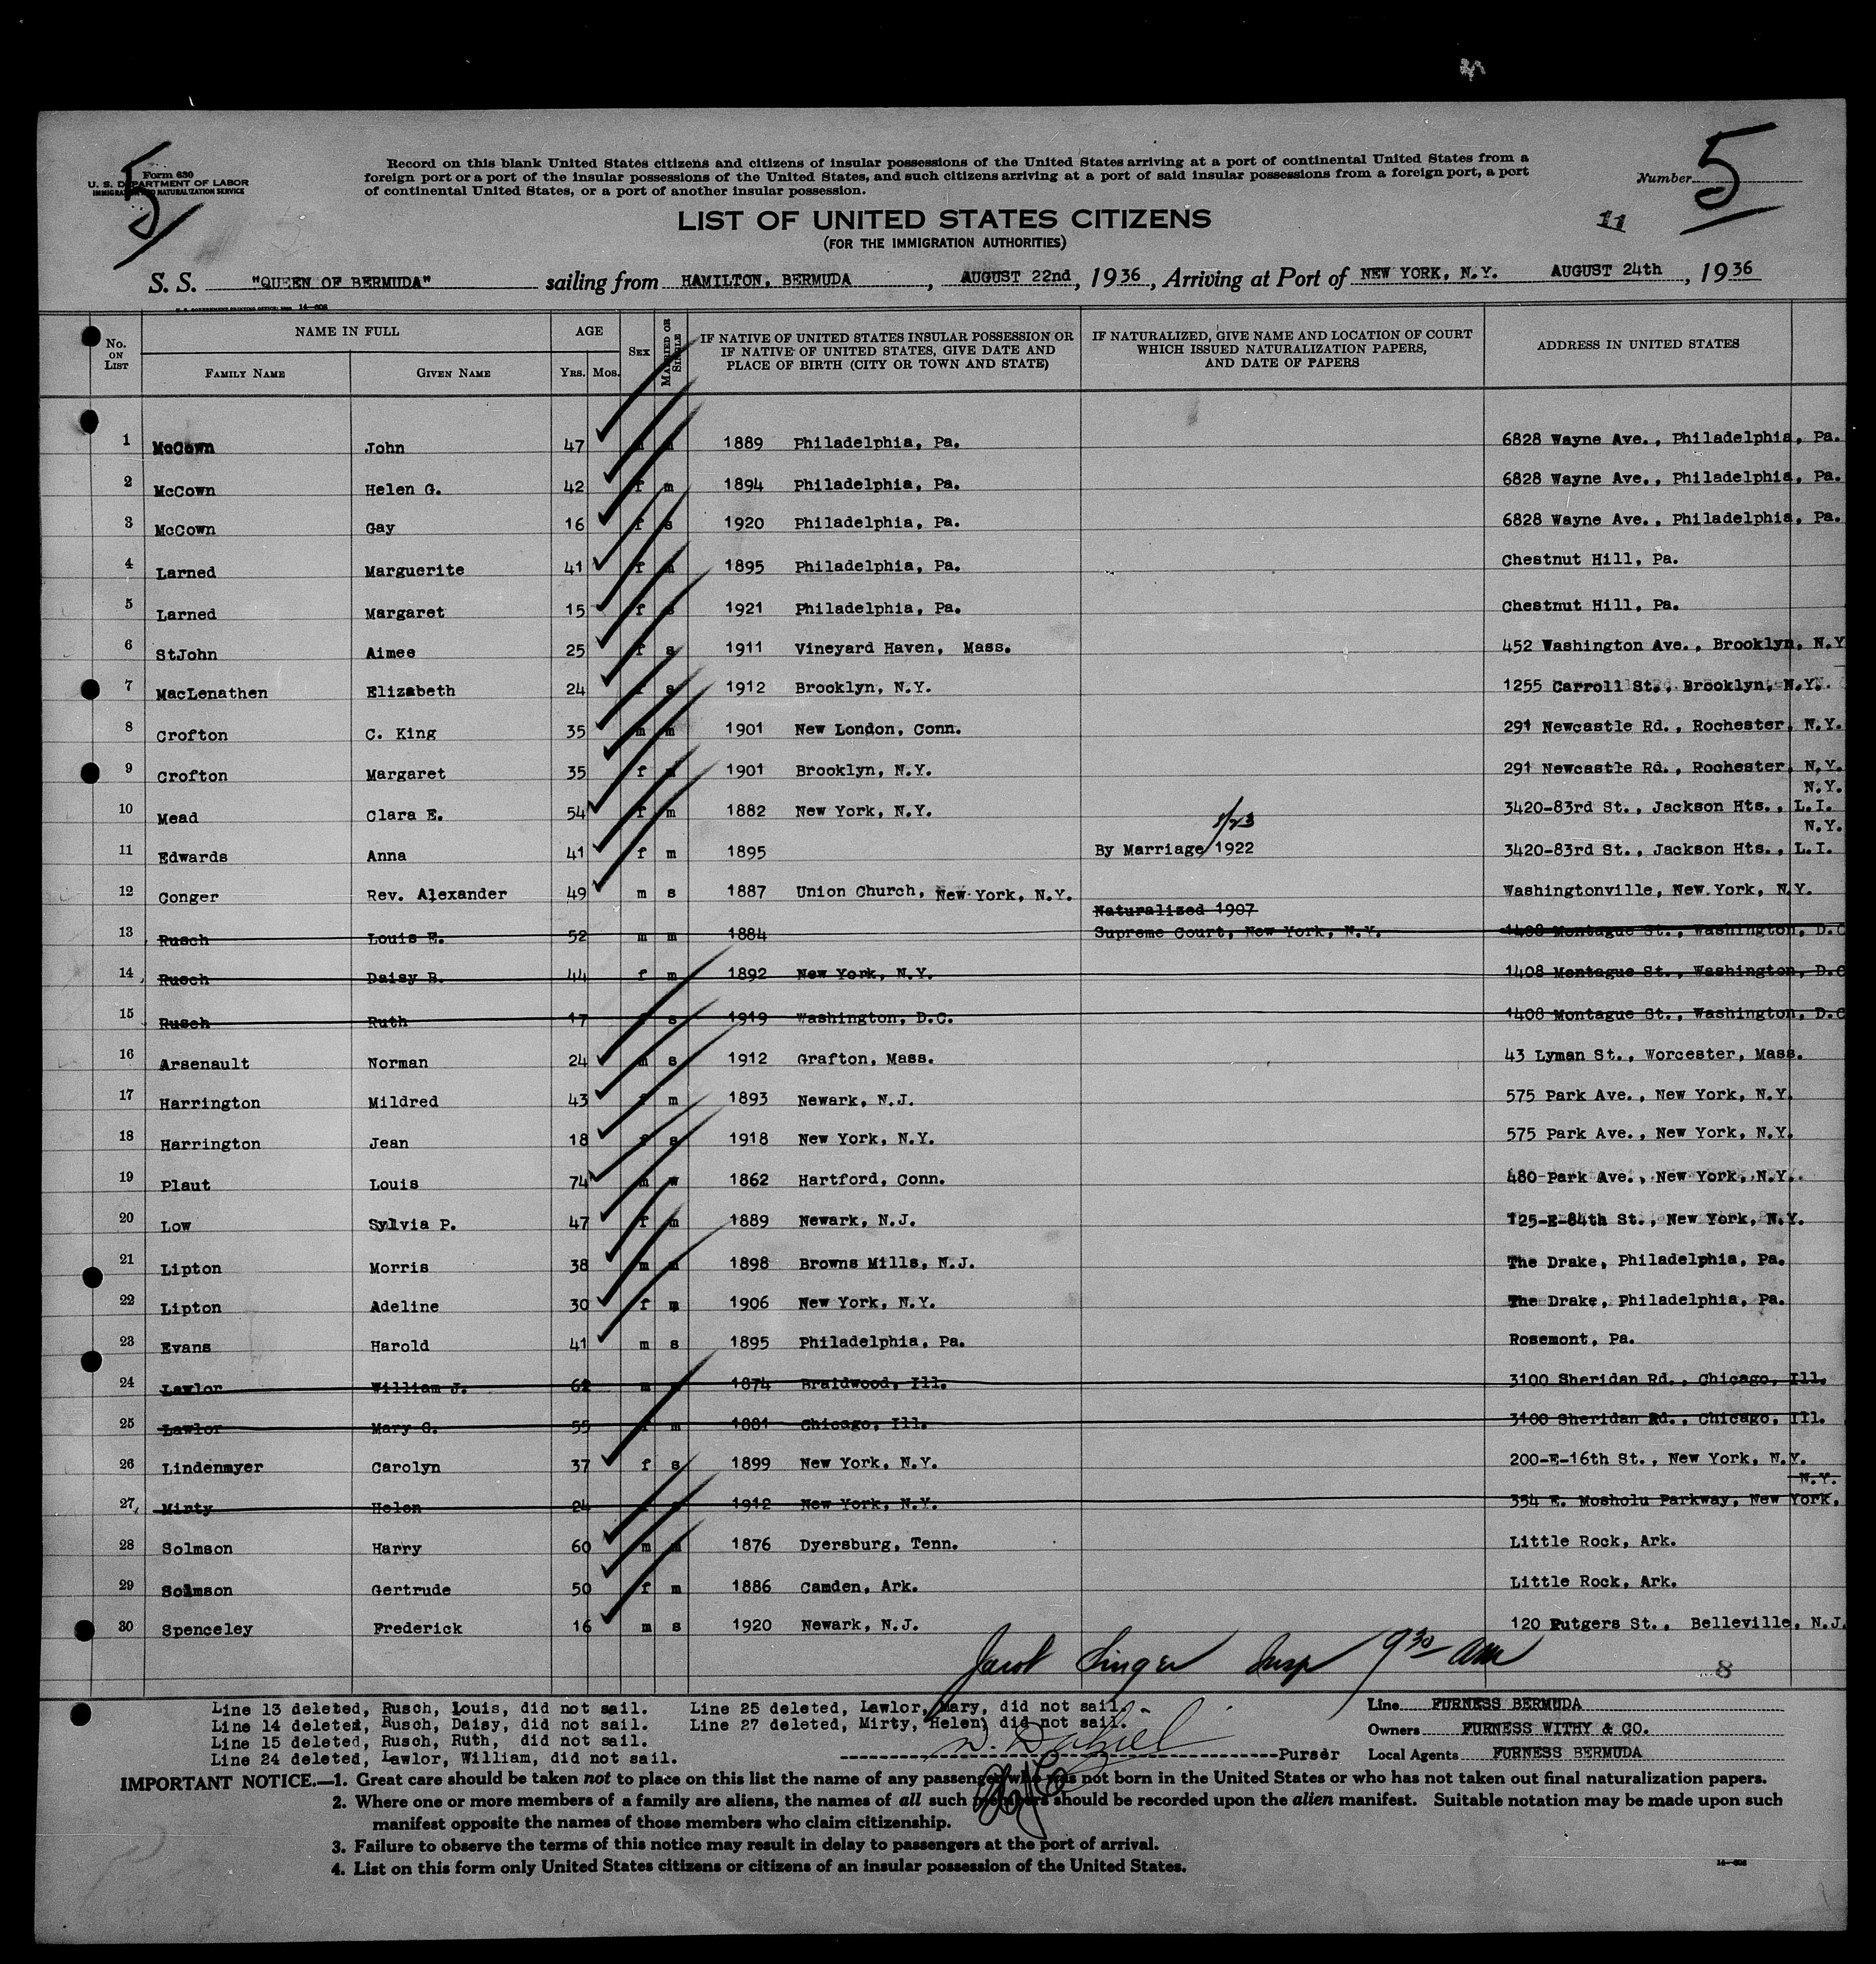 5
Form 630
U. S. DEPARTMENT OF LABOR
IMMIGRATION AND NATURALIZATION SERVICE
Record on this blank United States citizens and citizens of insular possessions of the United States arriving at a port of continental United States from a
foreign port or a port of the insular possessions of the United States, and such citizens arriving at a port of said insular possessions from a foreign port, a port
of continental United States, or a port of another insular possession.
Number 5
11
LIST OF UNITED STATES CITIZENS
(FOR THE IMMIGRATION AUTHORITIES)
S. S. "QUEEN OF BERMUDA" sailing from HAMILTON, BERMUDA, AUGUST 22nd, 1936, Arriving at Port of NEW YORK, N.Y. AUGUST 24th, 1936
No. ON LIST NAME IN FULL FAMILY NAME GIVEN NAME AGE YRS. MOS. SEX MARRIED OR SINGLE IF NATIVE OF UNITED STATES INSULAR POSSESSION OR IF NATIVE OF UNITED STATES, GIVE DATE AND PLACE OF BIRTH (CITY OR TOWN AND STATE) IF NATURALIZED, GIVE NAME AND LOCATION OF COURT WHICH ISSUED NATURALIZATION PAPERS, AND DATE OF PAPERS ADDRESS IN UNITED STATES
1 McCown John 47 1889 Philadelphia, Pa. 6828 Wayne Ave., Philadelphia, Pa.
2 McCown Helen G. 42 f m 1894 Philadelphia, Pa. 6828 Wayne Ave., Philadelphia, Pa.
3 McCown Gay 16 f s 1920 Philadelphia, Pa. 6828 Wayne Ave., Philadelphia, Pa.
4 Larned Marguerite 41 f 1895 Philadelphia, Pa. Chestnut Hill, Pa.
5 Larned Margaret 15 f s 1921 Philadelphia, Pa. Chestnut Hill, Pa.
6 StJohn Aimee 25 f s 1911 Vineyard Haven, Mass. 452 Washington Ave., Brooklyn, N.Y
7 MacLenathen Elizabeth 24 s 1912 Brooklyn, N.Y. 1255 Carroll St., Brooklyn, N.Y.
8 Crofton C. King 35 m m 1901 New London, Conn. 291 Newcastle Rd., Rochester, N.Y.
9 Crofton Margaret 35 f 1901 Brooklyn, N.Y. 291 Newcastle Rd., Rochester, N.Y.
N.Y.
10 Mead Clara E. 54 f m 1882 New York, N.Y. 3420-83rd St., Jackson Hts., L.I.
8/23 N.Y.
11 Edwards Anna 41 f m 1895 By Marriage 1922 3420-83rd St., Jackson Hts., L.I.
12 Conger Rev. Alexander 49 m s 1887 Union Church, New York, N.Y. Washingtonville, New York, N.Y.
Naturalized 1907
13 Rusch Louis E. 52 m m 1884 Supreme Court, New York, N.Y. 1408 Montague St., Washington, D.C
14 Rusch Daisy B. 44 f m 1892 New York, N.Y. 1408 Montague St., Washington, D.C
15 Rusch Ruth 17 s 1919 Washington, D.C. 1408 Montague St., Washington, D.C
16 Arsenault Norman 24 m s 1912 Grafton, Mass. 43 Lyman St., Worcester, Mass.
17 Harrington Mildred 43 f m 1893 Newark, N.J. 575 Park Ave., New York, N.Y.
18 Harrington Jean 18 f s 1918 New York, N.Y. 575 Park Ave., New York, N.Y.
19 Plaut Louis 74 m w 1862 Hartford, Conn. 480 Park Ave., New York, N.Y.
20 Low Sylvia P. 47 f m 1889 Newark, N.J. 125-E-84th St., New York, N.Y.
21 Lipton Morris 38 m 1898 Browns Mills, N.J. The Drake, Philadelphia, Pa.
22 Lipton Adeline 30 f m 1906 New York, N.Y. The Drake, Philadelphia, Pa.
23 Evans Harold 41 m s 1895 Philadelphia, Pa. Rosemont, Pa.
24 Lawlor William J. 62 m 1874 Braidwood, Ill. 3100 Sheridan Rd., Chicago, Ill.
25 Lawlor Mary G. 55 f m 1881 Chicago, Ill. 3100 Sheridan Rd., Chicago, Ill.
26 Lindenmyer Carolyn 37 f s 1899 New York, N.Y. 200-E-16th St., New York, N.Y.
N.Y.
27 Mirty Helen 24 1912 New York, N.Y. 354 E. Mosholu Parkway, New York,
28 Solmson Harry 60 m 1876 Dyersburg, Tenn. Little Rock, Ark.
29 Solmson Gertrude 50 f m 1886 Camden, Ark. Little Rock, Ark.
30 Spenceley Frederick 16 m s 1920 Newark, N.J. 120 Rutgers St., Belleville, N.J.
Jacob Singer Insp 9 30 am
8
Line 13 deleted, Rusch, Louis, did not sail. Line 25 deleted, Lawlor, Mary, did not sail.
Line 14 deleted, Rusch, Daisy, did not sail. Line 27 deleted, Mirty, Helen, did not sail.
Line 15 deleted, Rusch, Ruth, did not sail.
Line 24 deleted, Lawlor, William, did not sail.
Purser
Line FURNESS BERMUDA
Owners FURNESS WITHY & CO.
Local Agents FURNESS BERMUDA
IMPORTANT NOTICE.—1. Great care should be taken not to place on this list the name of any passenger who was not born in the United States or who has not taken out final naturalization papers.
2. Where one or more members of a family are aliens, the names of all such members should be recorded upon the alien manifest. Suitable notation may be made upon such
manifest opposite the names of those members who claim citizenship.
3. Failure to observe the terms of this notice may result in delay to passengers at the port of arrival.
4. List on this form only United States citizens or citizens of an insular possession of the United States.